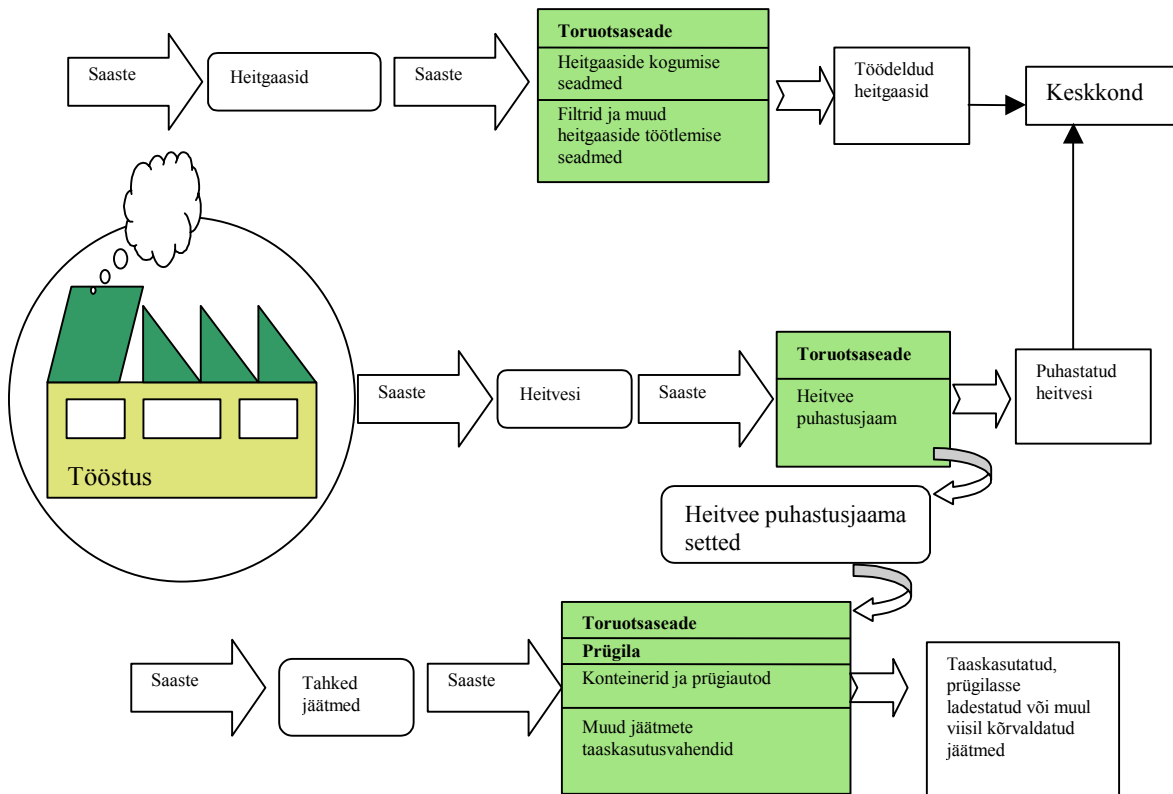 Saaste
Heitgaasid
Saaste
Toruotsaseade
Heitgaaside kogumise
seadmed
Filtrid ja muud
heitgaaside töötlemise
seadmed
Töödeldud
heitgaasid
Keskkond
Tööstus
Saaste
Heitvesi
Saaste
Toruotsaseade
Heitvee
puhastusjaam
Puhastatud
heitvesi
Heitvee puhastusjaama
setted
Saaste
Tahked
jäätmed
Saaste
Toruotsaseade
Prügila
Konteinerid ja prügiautod
Muud jäätmete
taaskasutusvahendid
Taaskasutatud,
prügilasse
ladestatud või muul
viisil kõrvaldatud
jäätmed